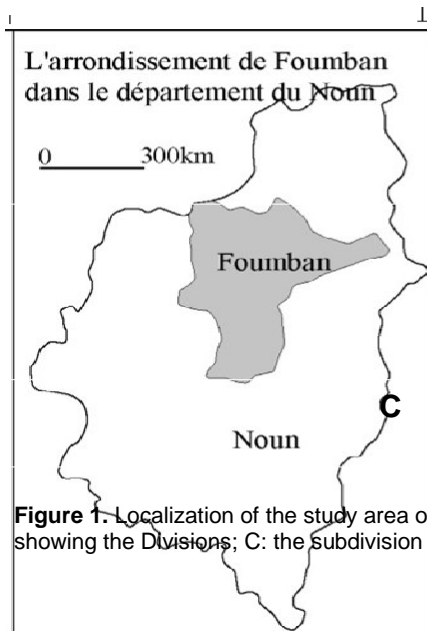 L'arrondissement de Foumban
dans le département du Noun
0 300km
Foumban
C
Noun
Figure 1. Localization of the study area o
showing the Divisions; C: the subdivision